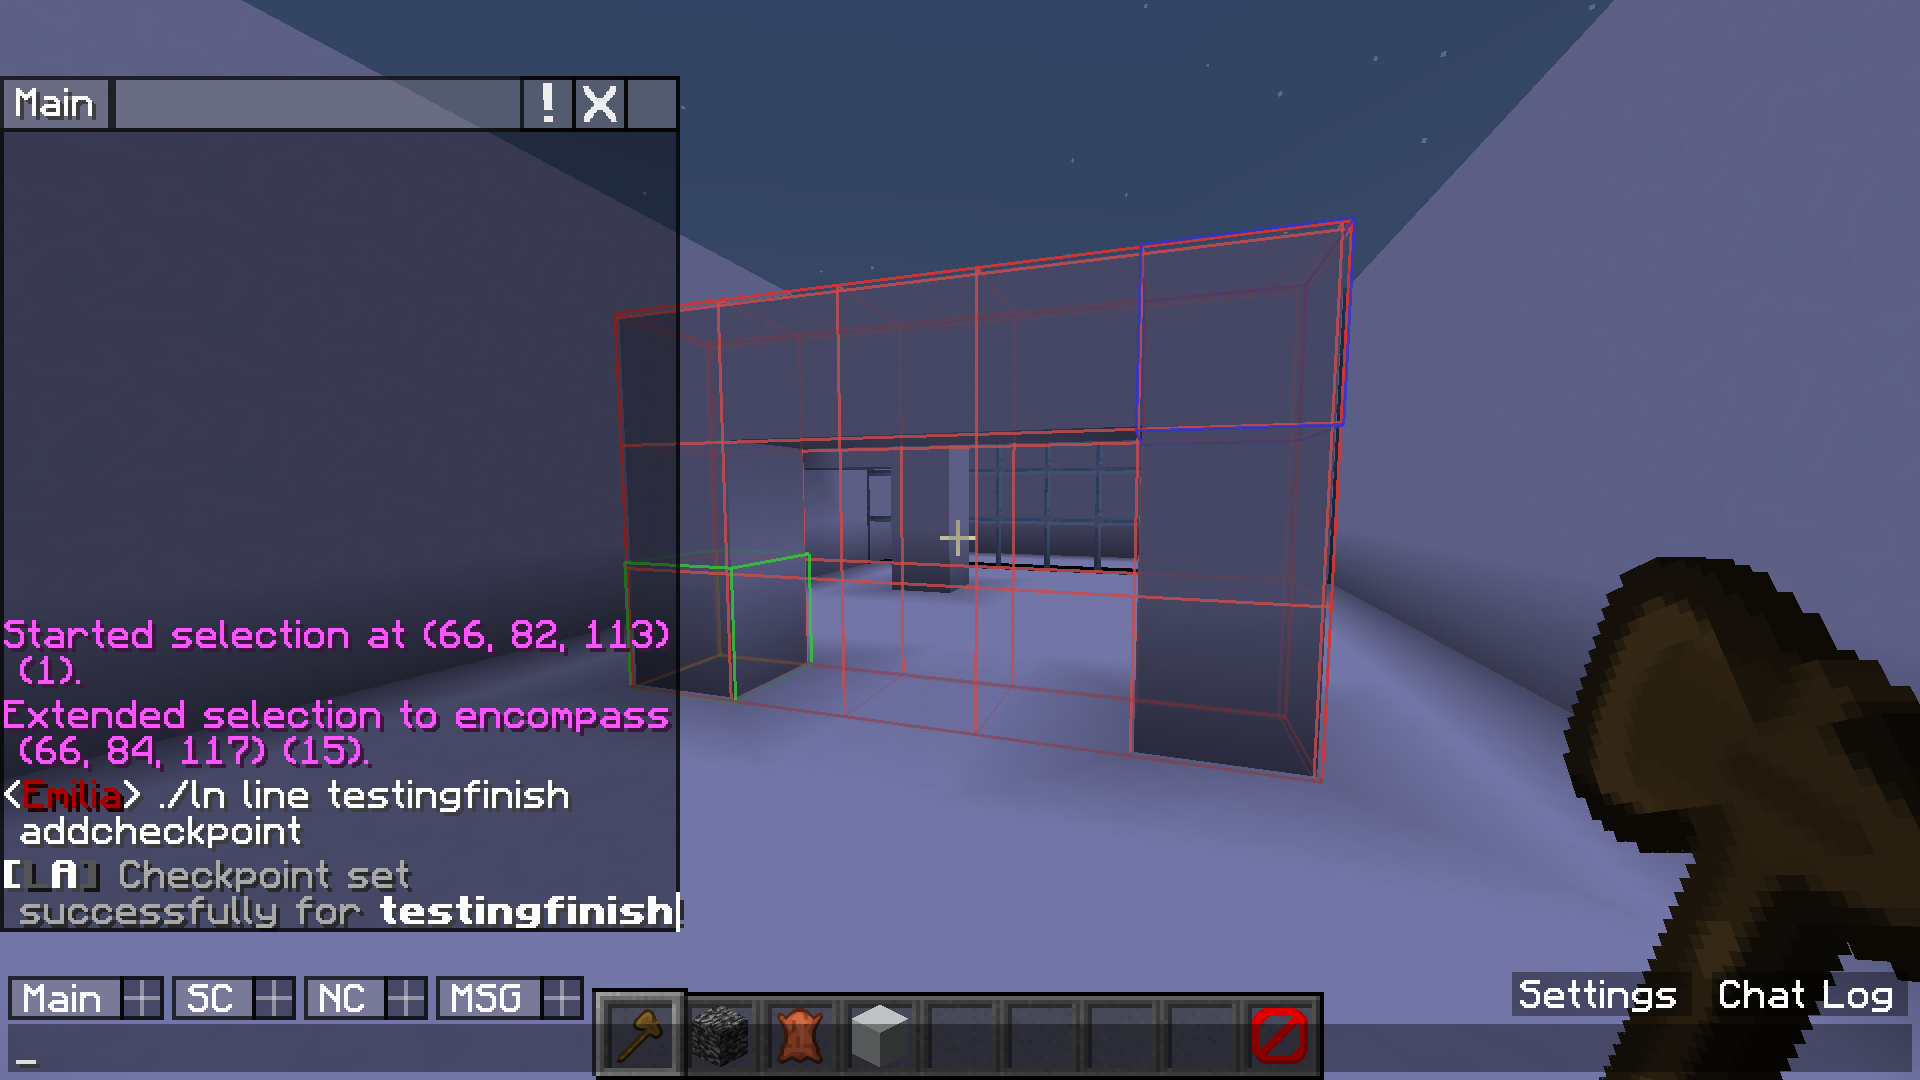 Main ! X
Started selection at (66, 82, 113)
(1).
Extended selection to encompass
(66, 84, 117) (15).
<Emilia> ./ln line testingfinish
addcheckpoint
[LA] Checkpoint set
successfully for testingfinish!
Main + SC + NC + MSG +
Settings Chat Log
_